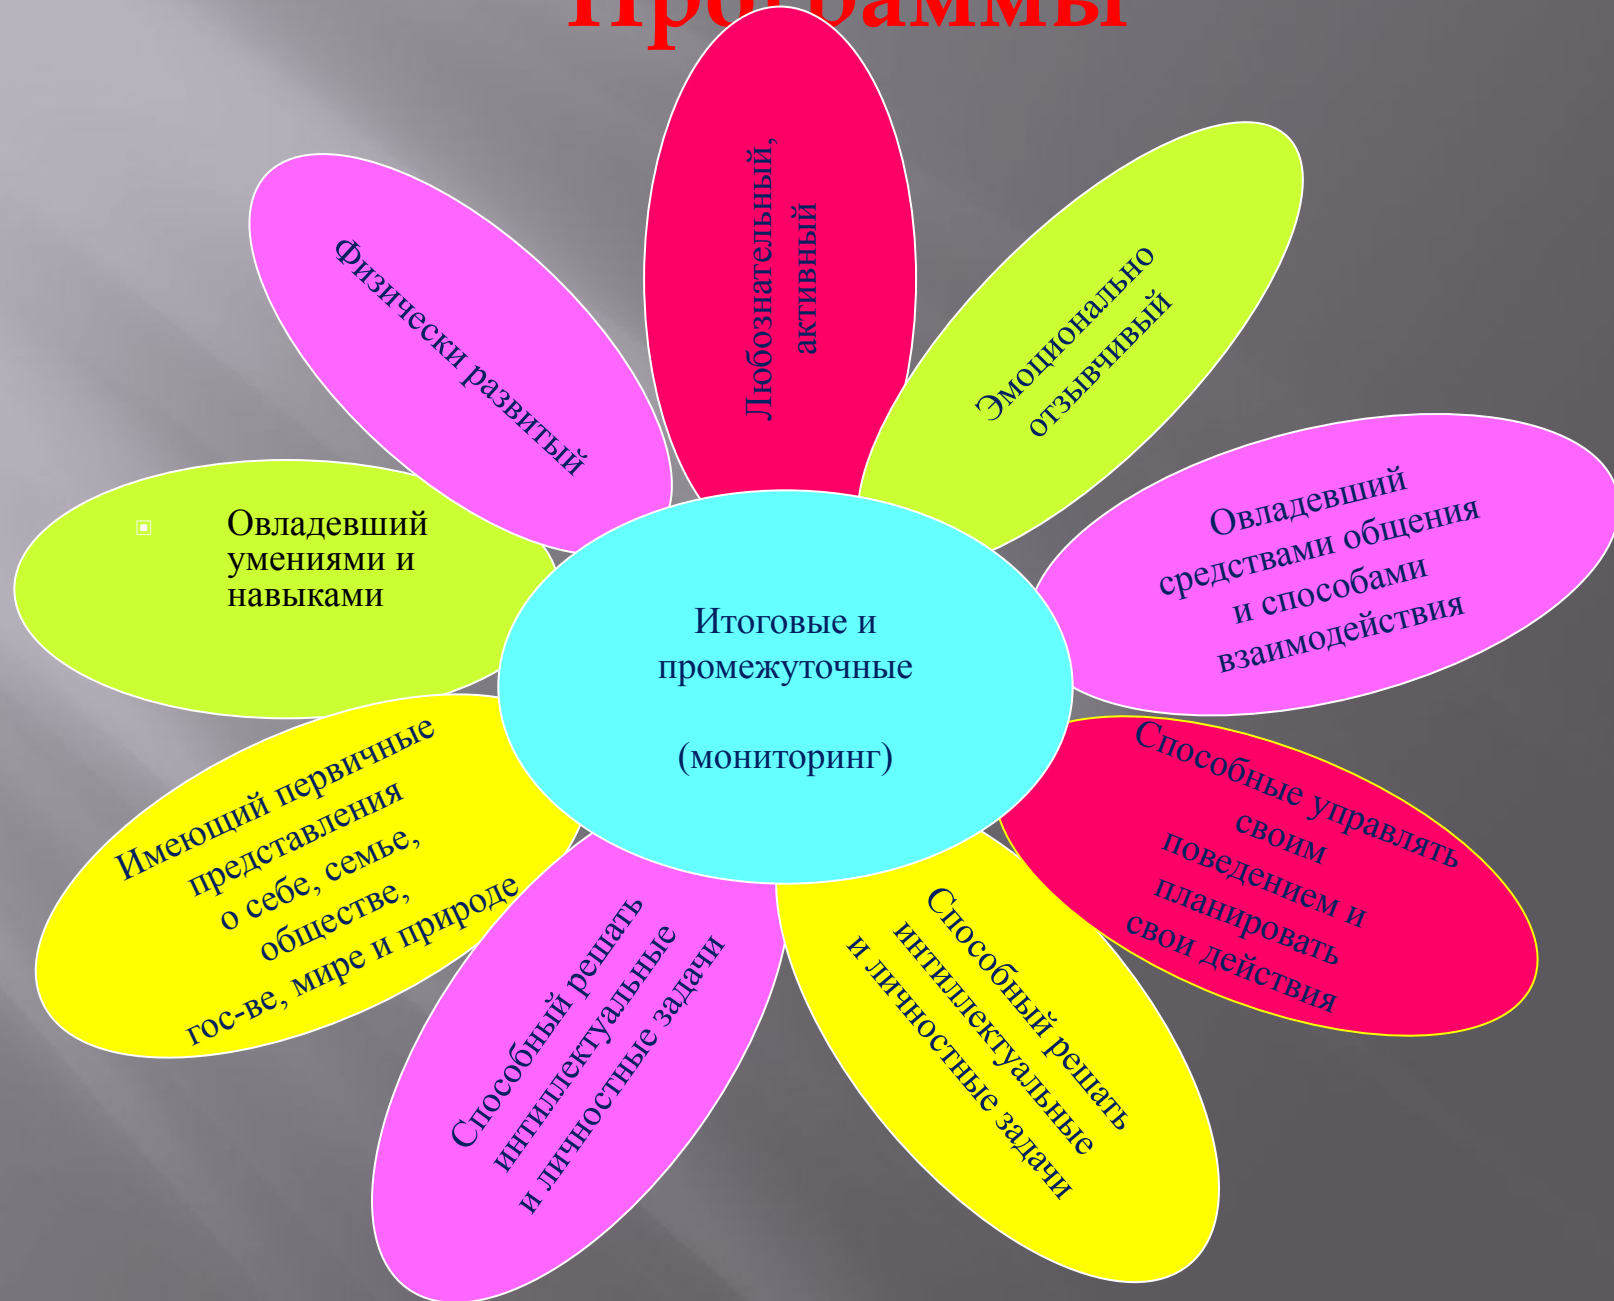 Программы
Любознательный,
активный
Эмоционально
отзывчивый
Овладевший
средствами общения
и способами
взаимодействия
Способные управлять
своим
поведением и
планировать
свои действия
Способный решать
интиллектуальные
и личностные задачи
Способный решать
интиллектуальные
и личностные задачи
Имеющий первичные
представления
о себе, семье,
обществе,
гос-ве, мире и природе
Овладевший
умениями и
навыками
Физически развитый
Итоговые и
промежуточные
(мониторинг)